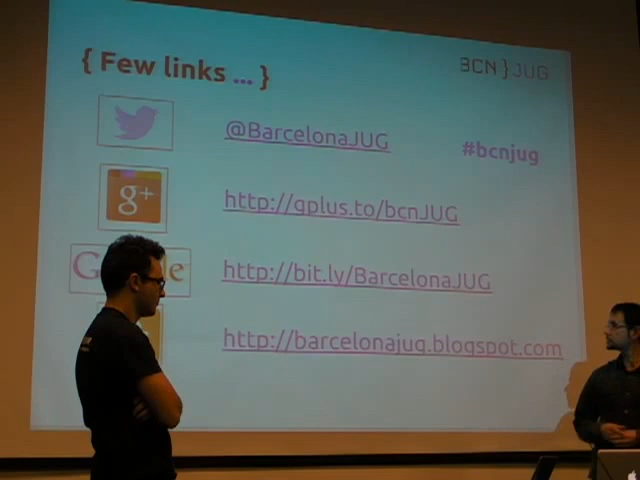 { Few links ... }
BCN } JUG
@BarcelonaJUG
#bcnjug
g+
http://gplus.to/bcnJUG
http://bit.ly/BarcelonaJUG
http://barcelonajug.blogspot.com